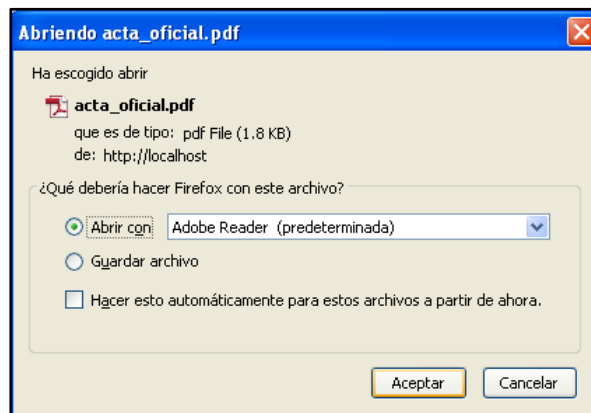 Abriendo acta_oficial.pdf
Ha escogido abrir
acta_oficial.pdf
que es de tipo: pdf File (1.8 KB)
de: http://localhost
¿Qué debería hacer Firefox con este archivo?
Abrir con Adobe Reader (predeterminada)
Guardar archivo
Hacer esto automáticamente para estos archivos a partir de ahora.
Aceptar Cancelar